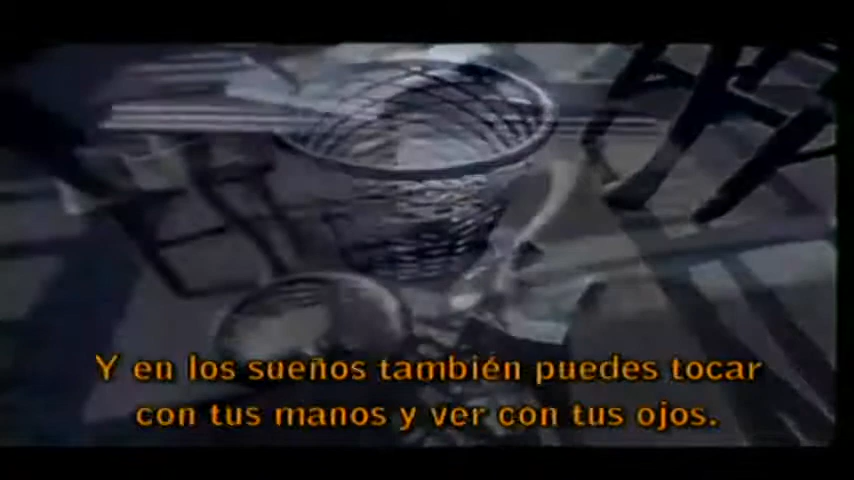 Y en los sueños también puedes tocar
con tus manos y ver con tus ojos.